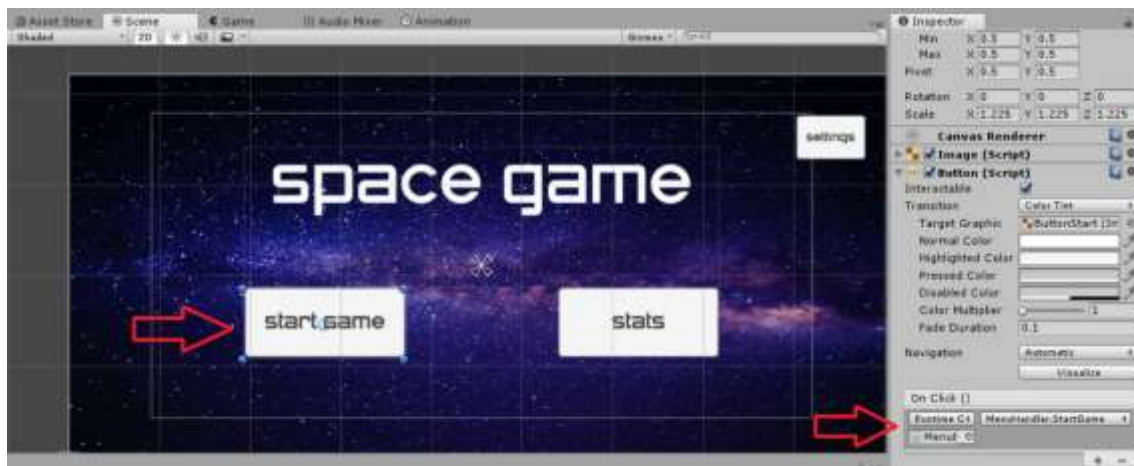 Asset Store Scene Game Audio Mixer Animation
Shaded 2D Gizmos
settings
space game
start game
stats
Inspector
Min X 0.5 Y 0.5
Max X 0.5 Y 0.5
Pivot X 0.5 Y 0.5
Rotation X 0 Y 0 Z 0
Scale X 1.225 Y 1.225 Z 1.225
Canvas Renderer
Image (Script)
Button (Script)
Interactable
Transition Color Tint
Target Graphic ButtonStart (Im
Normal Color
Highlighted Color
Pressed Color
Disabled Color
Color Multiplier 1
Fade Duration 0.1
Navigation Automatic
Visualize
On Click ()
Runtime MenuHandler.StartGame